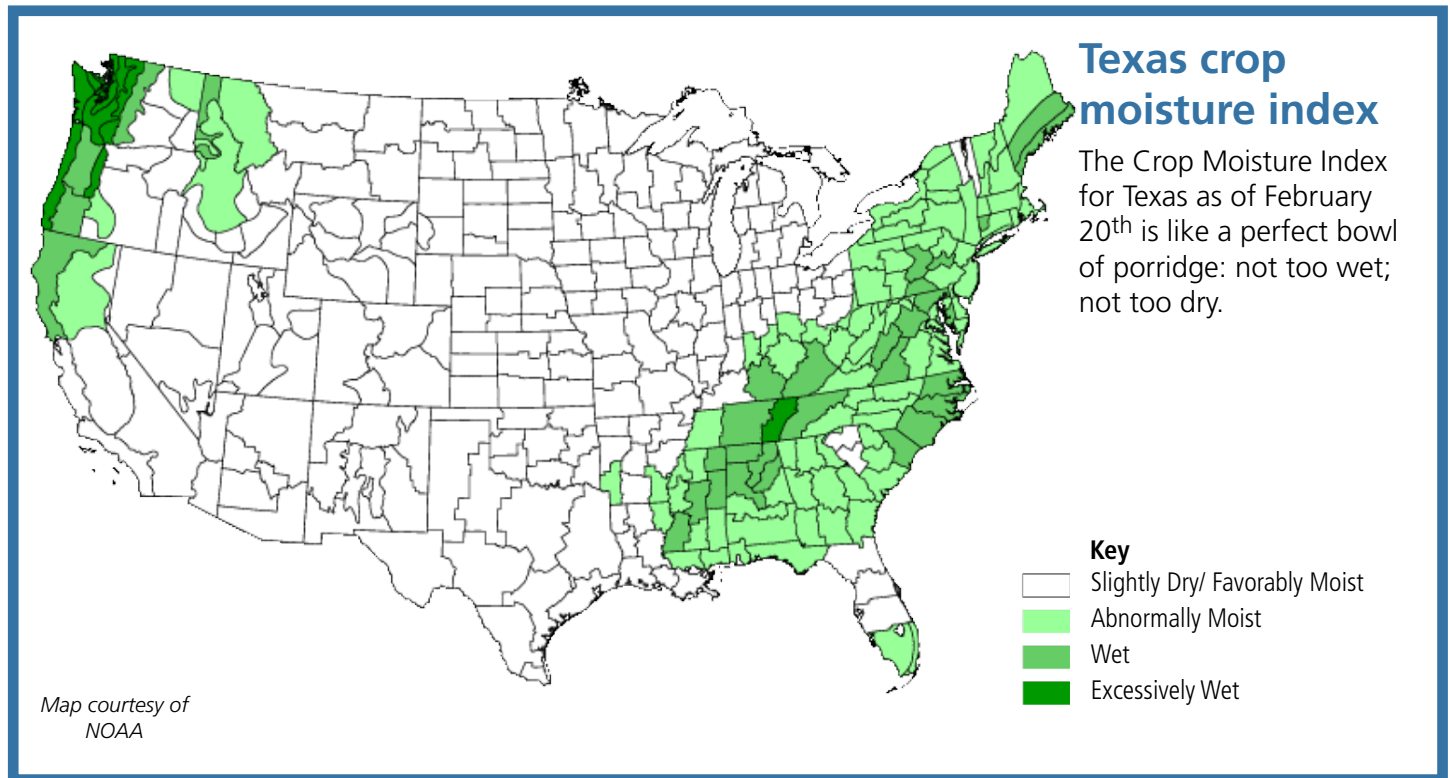 Texas crop
moisture index
The Crop Moisture Index
for Texas as of February
20th is like a perfect bowl
of porridge: not too wet;
not too dry.
Key
Slightly Dry/ Favorably Moist
Abnormally Moist
Wet
Excessively Wet
Map courtesy of
NOAA